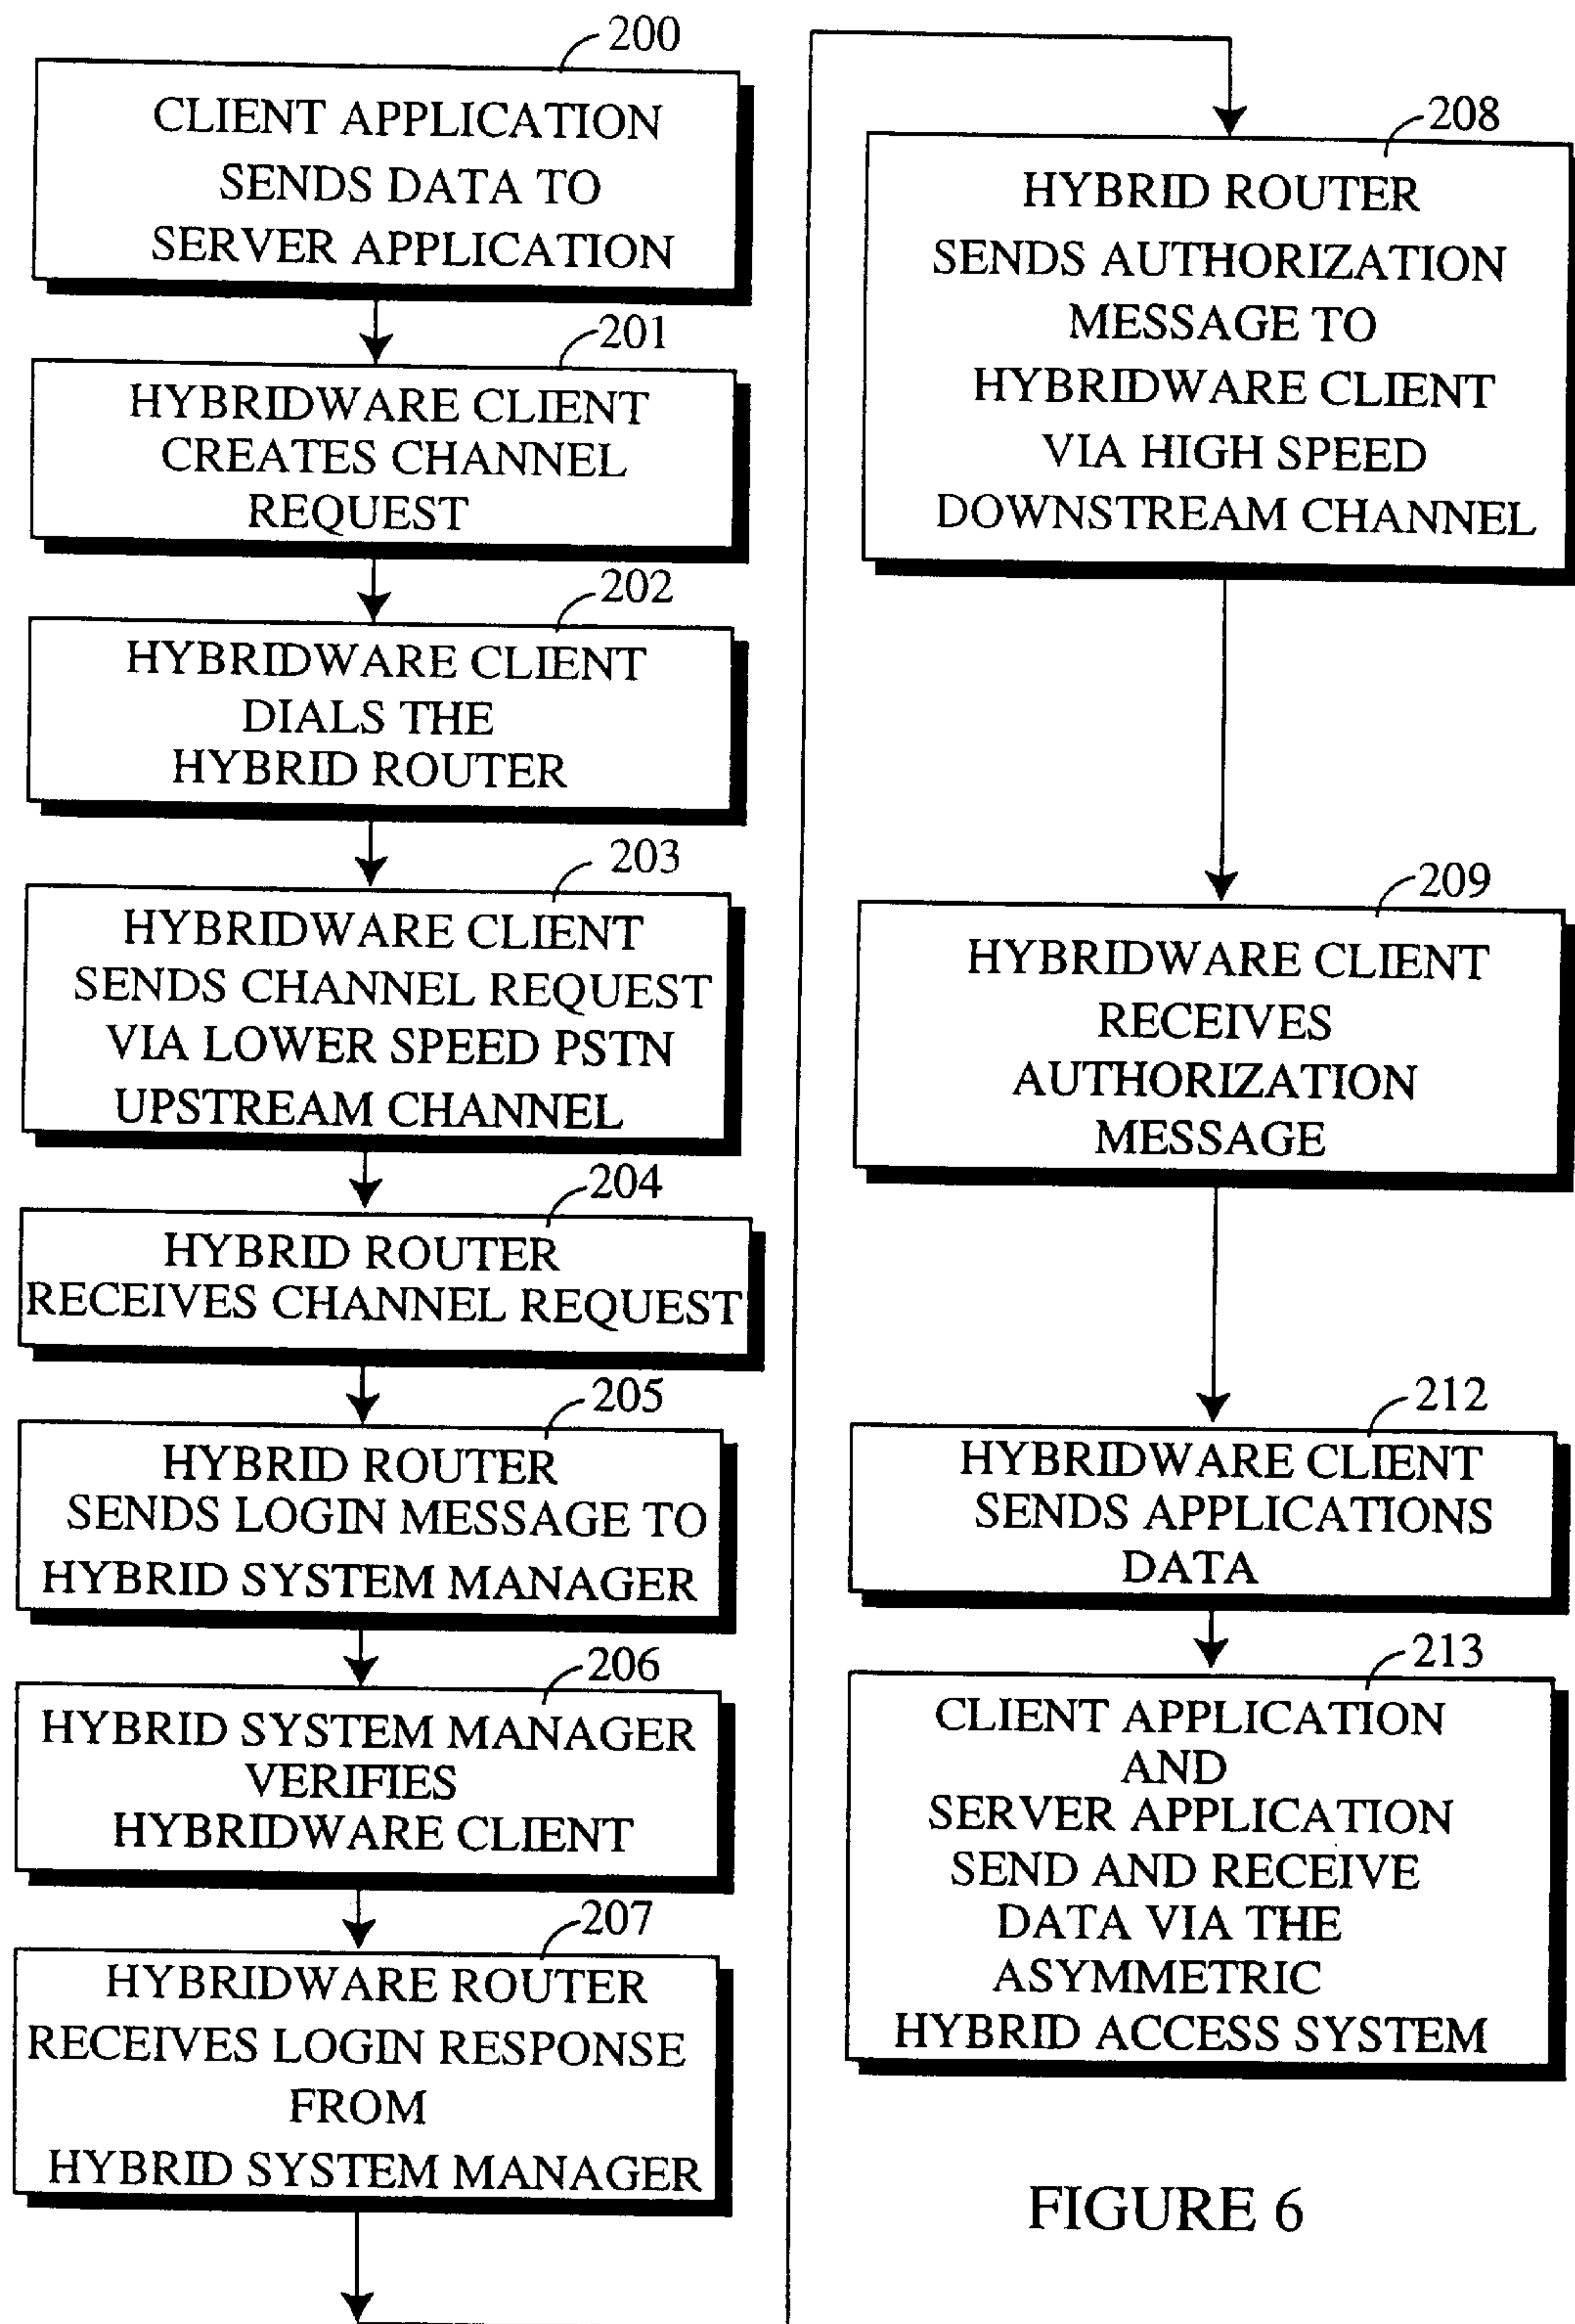 200
CLIENT APPLICATION
SENDS DATA TO
SERVER APPLICATION
201
HYBRIDWARE CLIENT
CREATES CHANNEL
REQUEST
202
HYBRIDWARE CLIENT
DIALS THE
HYBRID ROUTER
203
HYBRIDWARE CLIENT
SENDS CHANNEL REQUEST
VIA LOWER SPEED PSTN
UPSTREAM CHANNEL
204
HYBRID ROUTER
RECEIVES CHANNEL REQUEST
205
HYBRID ROUTER
SENDS LOGIN MESSAGE TO
HYBRID SYSTEM MANAGER
206
HYBRID SYSTEM MANAGER
VERIFIES
HYBRIDWARE CLIENT
207
HYBRIDWARE ROUTER
RECEIVES LOGIN RESPONSE
FROM
HYBRID SYSTEM MANAGER
208
HYBRID ROUTER
SENDS AUTHORIZATION
MESSAGE TO
HYBRIDWARE CLIENT
VIA HIGH SPEED
DOWNSTREAM CHANNEL
209
HYBRIDWARE CLIENT
RECEIVES
AUTHORIZATION
MESSAGE
212
HYBRIDWARE CLIENT
SENDS APPLICATIONS
DATA
213
CLIENT APPLICATION
AND
SERVER APPLICATION
SEND AND RECEIVE
DATA VIA THE
ASYMMETRIC
HYBRID ACCESS SYSTEM
FIGURE 6